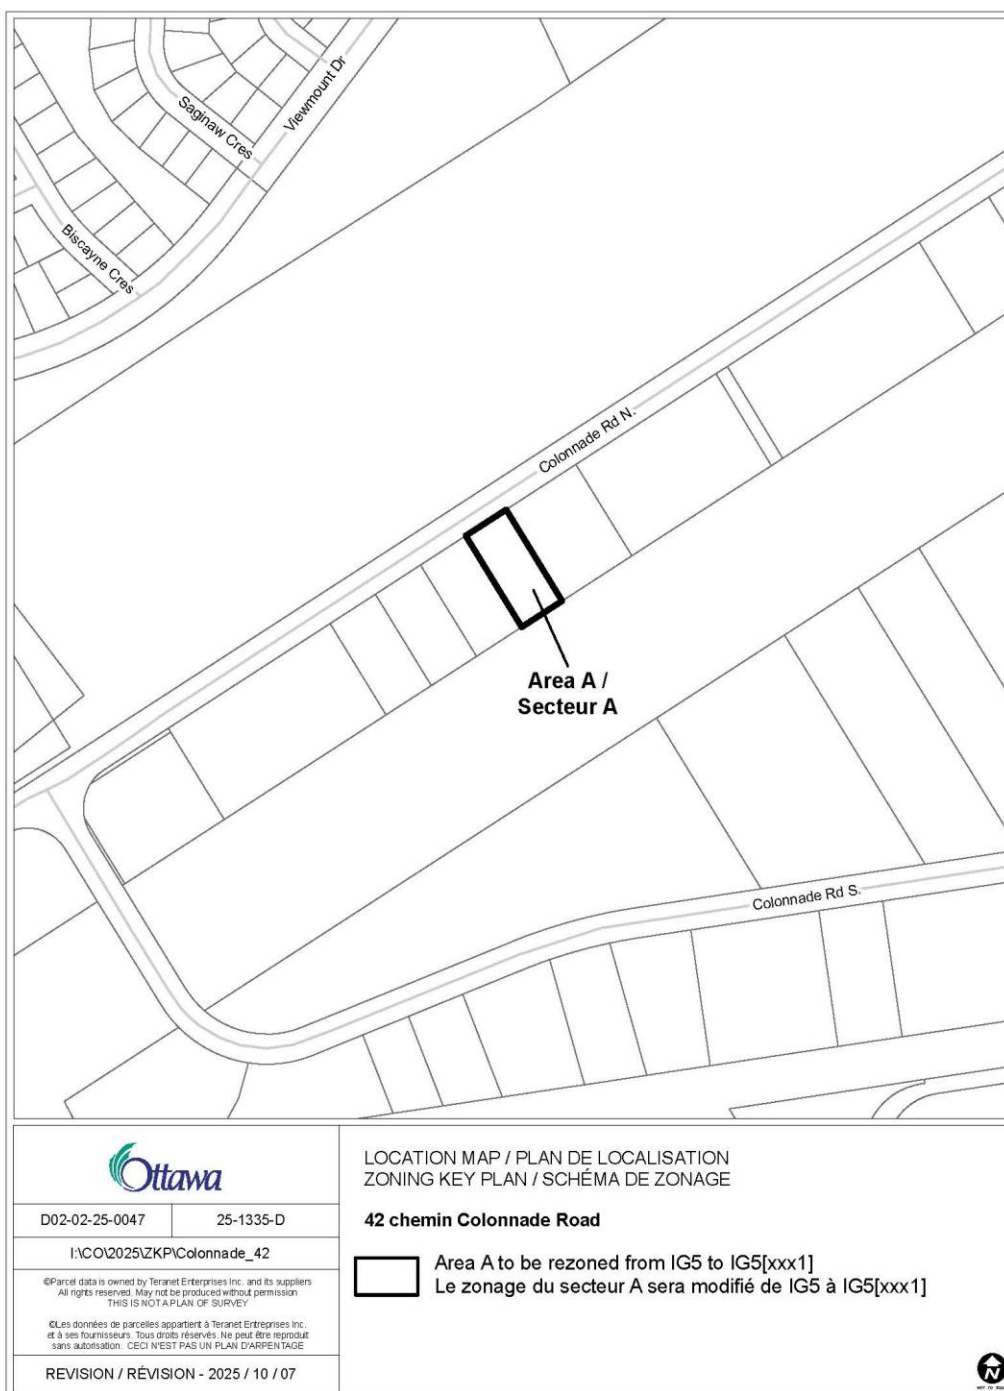 Saginaw Cres
Viewmount Dr
Biscayne Cres
Colonnade Rd N.
Area A /
Secteur A
Colonnade Rd S.
Ottawa
D02-02-25-0047
25-1335-D
I:\CO\2025\ZKP\Colonnade_42
©Parcel data is owned by Teranet Enterprises Inc. and its suppliers
All rights reserved. May not be produced without permission
THIS IS NOT A PLAN OF SURVEY
©Les données de parcelles appartient à Teranet Entreprises Inc.
et à ses fournisseurs. Tous droits réservés. Ne peut être reproduit
sans autorisation. CECI N'EST PAS UN PLAN D'ARPENTAGE
REVISION / RÉVISION - 2025 / 10 / 07
LOCATION MAP / PLAN DE LOCALISATION
ZONING KEY PLAN / SCHÉMA DE ZONAGE
42 chemin Colonnade Road
Area A to be rezoned from IG5 to IG5[xxx1]
Le zonage du secteur A sera modifié de IG5 à IG5[xxx1]
N